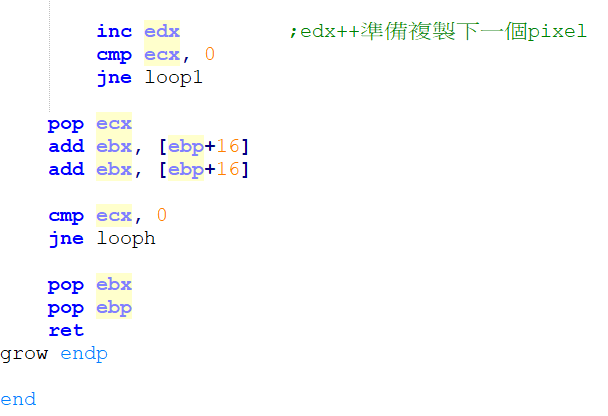 inc edx ;edx++準備複製下一個pixel
cmp ecx, 0
jne loop1
pop ecx
add ebx, [ebp+16]
add ebx, [ebp+16]
cmp ecx, 0
jne looph
pop ebx
pop ebp
ret
grow endp
end